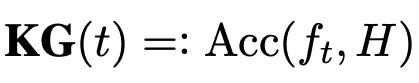 KG(t) =: Acc(f_t, H)